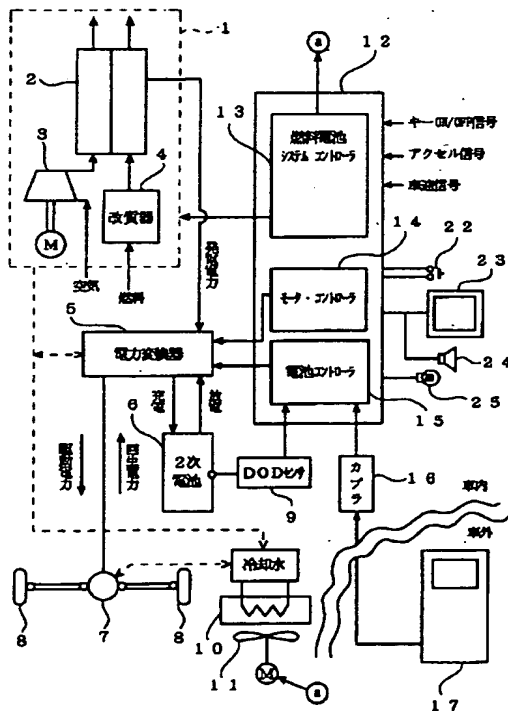 1
2
3
4
改質器
M
空気
燃料
発電電力
5
電力変換器
充電
放電
6
2次
電池
DODセンサ
9
駆動電力
回生電力
冷却水
7
8
8
10
11
M
a
a
12
13
燃料電池
システム コントローラ
キーON/OFF信号
アクセル信号
車速信号
14
モータ・コントローラ
22
23
24
25
電池コントローラ
15
カプラ
16
車内
車外
17